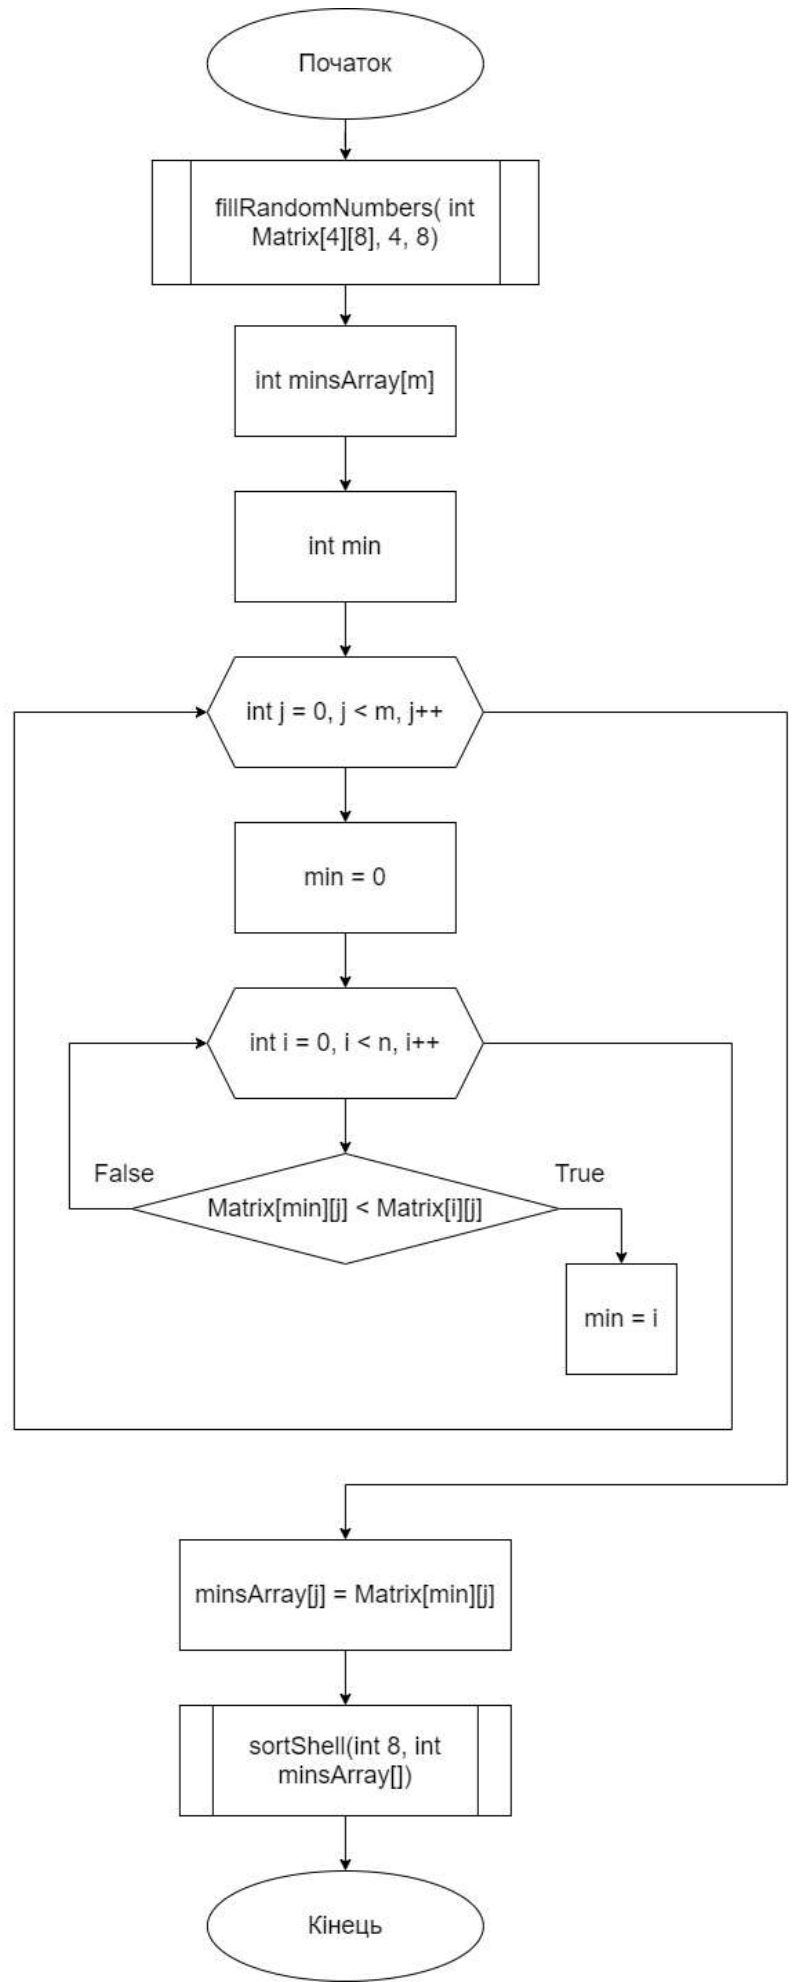 Початок
fillRandomNumbers( int
Matrix[4][8], 4, 8)
int minsArray[m]
int min
int j = 0, j < m, j++
min = 0
int i = 0, i < n, i++
False
True
Matrix[min][j] < Matrix[i][j]
min = i
minsArray[j] = Matrix[min][j]
sortShell(int 8, int
minsArray[])
Кінець